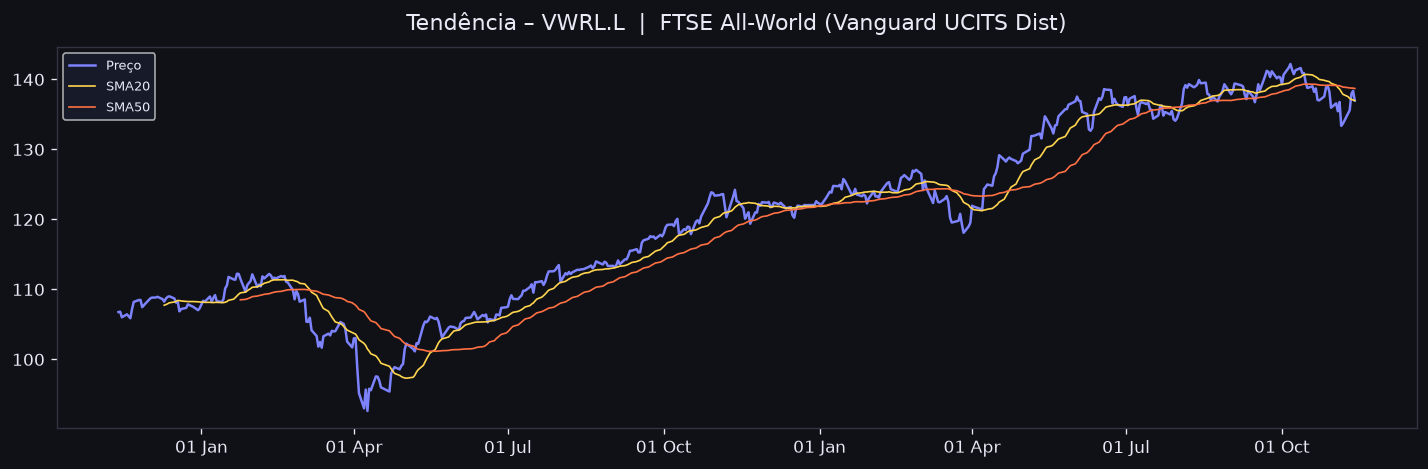 Tendência – VWRL.L | FTSE All-World (Vanguard UCITS Dist)
Preço
SMA20
SMA50
140
130
120
110
100
01 Jan
01 Apr
01 Jul
01 Oct
01 Jan
01 Apr
01 Jul
01 Oct